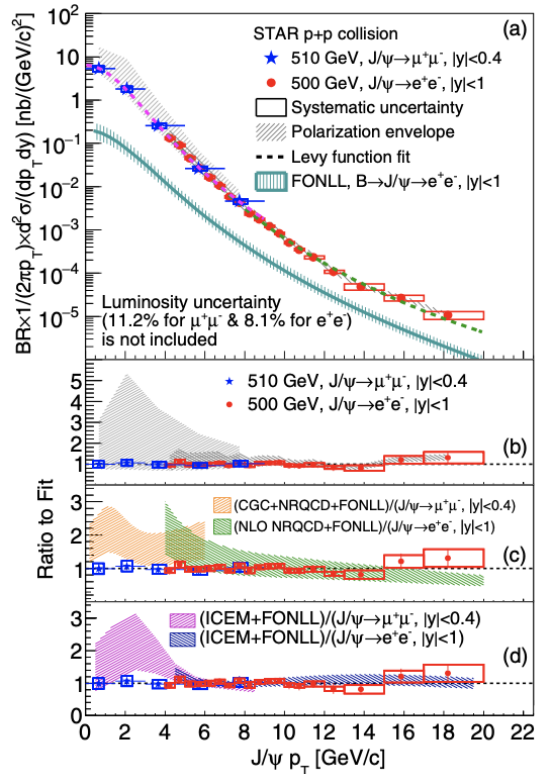 STAR p+p collision
(a)
510 GeV, J/ψ→μ⁺μ⁻, |y|<0.4
500 GeV, J/ψ→e⁺e⁻, |y|<1
Systematic uncertainty
Polarization envelope
Levy function fit
FONLL, B→J/ψ→e⁺e⁻, |y|<1
BR×1/(2πp_T)×d²σ/(dp_T dy) [nb/(GeV/c)²]
10²
10
1
10⁻¹
10⁻²
10⁻³
10⁻⁴
10⁻⁵
Luminosity uncertainty
(11.2% for μ⁺μ⁻ & 8.1% for e⁺e⁻)
is not included
510 GeV, J/ψ→μ⁺μ⁻, |y|<0.4
500 GeV, J/ψ→e⁺e⁻, |y|<1
(b)
5
4
3
2
1
Ratio to Fit
(CGC+NRQCD+FONLL)/(J/ψ→μ⁺μ⁻, |y|<0.4)
(NLO NRQCD+FONLL)/(J/ψ→e⁺e⁻, |y|<1)
(c)
3
2
1
(ICEM+FONLL)/(J/ψ→μ⁺μ⁻, |y|<0.4)
(ICEM+FONLL)/(J/ψ→e⁺e⁻, |y|<1)
(d)
3
2
1
0
0 2 4 6 8 10 12 14 16 18 20 22
J/ψ p_T [GeV/c]